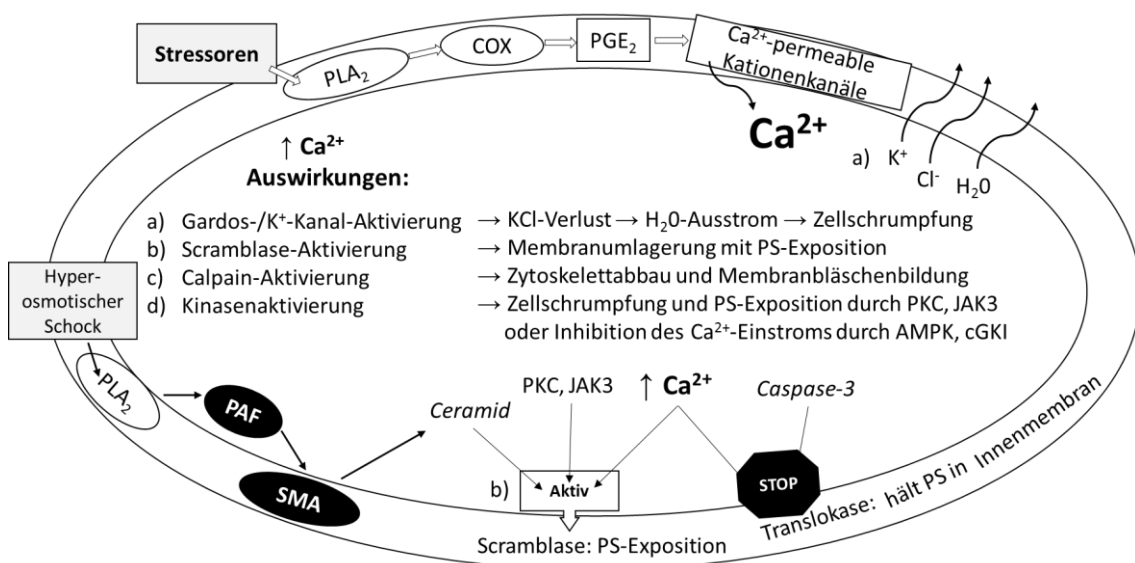 Stressoren
PLA₂
COX
PGE₂
Ca²⁺-permeable
Kationenkanäle
Ca²⁺
a) K⁺
Cl⁻
H₂0
↑ Ca²⁺
Auswirkungen:
a) Gardos-/K⁺-Kanal-Aktivierung → KCl-Verlust → H₂0-Ausstrom → Zellschrumpfung
b) Scramblase-Aktivierung → Membranumlagerung mit PS-Exposition
c) Calpain-Aktivierung → Zytoskelettabbau und Membranbläschenbildung
d) Kinasenaktivierung → Zellschrumpfung und PS-Exposition durch PKC, JAK3
oder Inhibition des Ca²⁺-Einstroms durch AMPK, cGKI
Hyper-
osmotischer
Schock
PLA₂
PAF
SMA
Ceramid
PKC, JAK3
↑ Ca²⁺
Caspase-3
b) Aktiv
STOP
Scramblase: PS-Exposition
Translokase: hält PS in Innenmembran